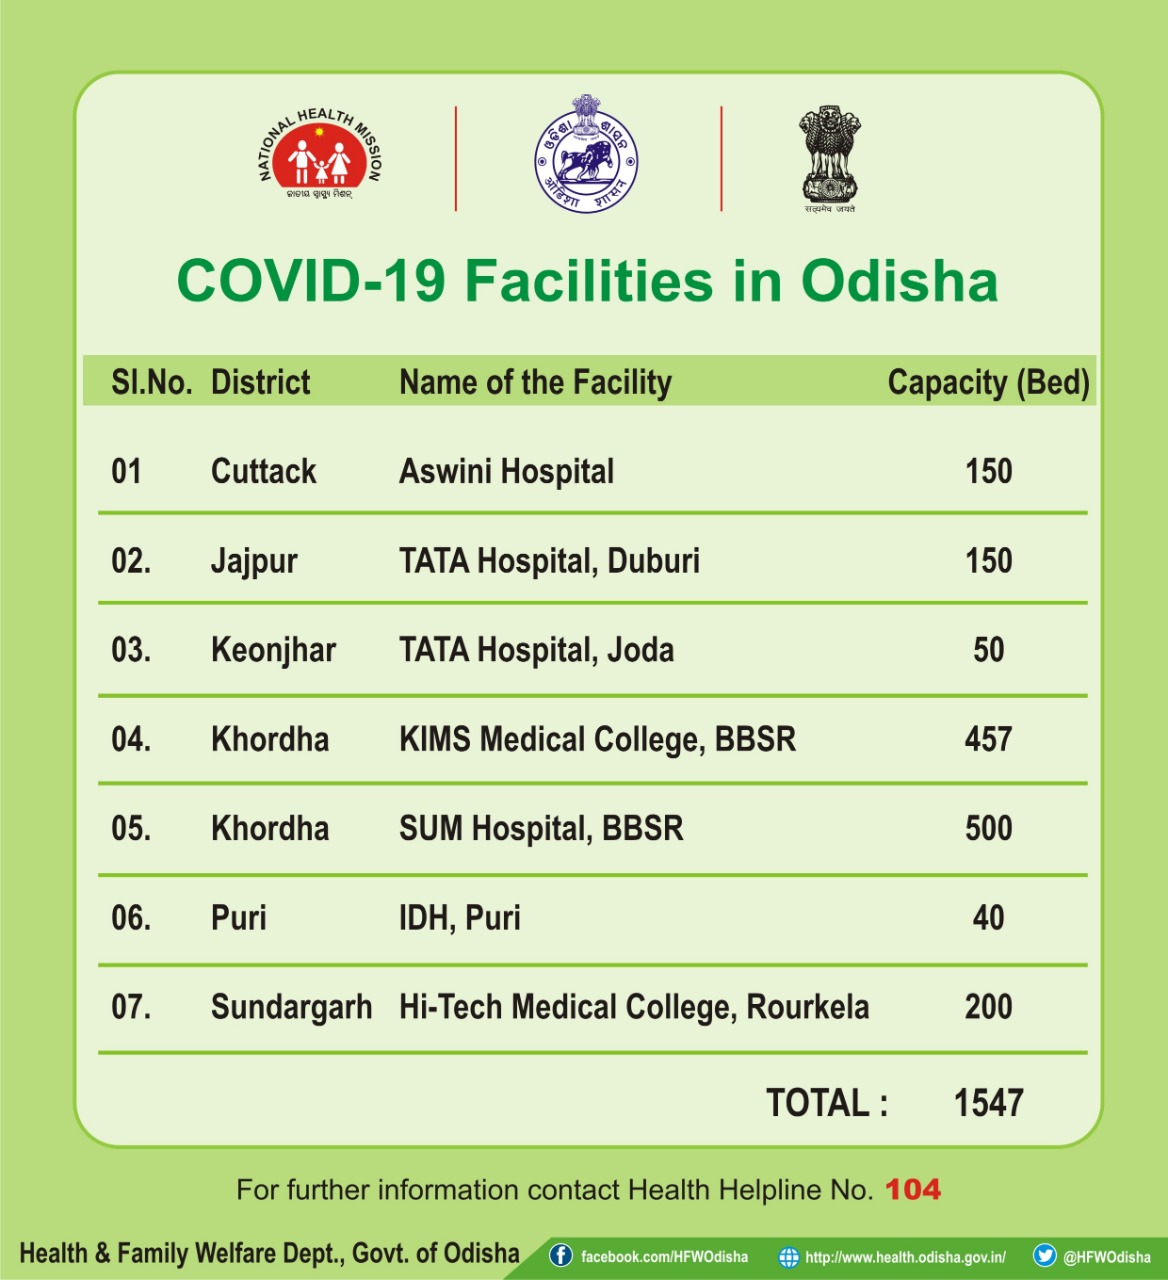 NATIONAL HEALTH MISSION
ଜାତୀୟ ସ୍ୱାସ୍ଥ୍ୟ ମିଶନ୍
ଓଡ଼ିଶା ଶାସନ
ओड़िशा शासन
सत्यमेव जयते
COVID-19 Facilities in Odisha
Sl.No. District Name of the Facility Capacity (Bed)
01 Cuttack Aswini Hospital 150
02. Jajpur TATA Hospital, Duburi 150
03. Keonjhar TATA Hospital, Joda 50
04. Khordha KIMS Medical College, BBSR 457
05. Khordha SUM Hospital, BBSR 500
06. Puri IDH, Puri 40
07. Sundargarh Hi-Tech Medical College, Rourkela 200
TOTAL : 1547
For further information contact Health Helpline No. 104
Health & Family Welfare Dept., Govt. of Odisha facebook.com/HFWOdisha http://www.health.odisha.gov.in/ @HFWOdisha